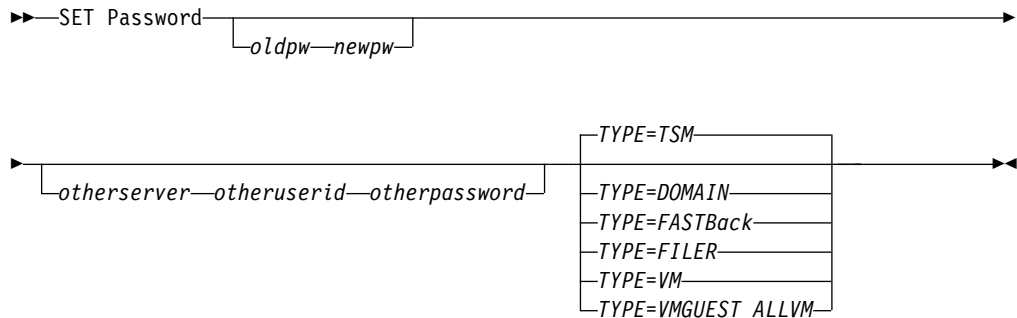 SET Password
oldpw newpw
TYPE=TSM
otherserver otheruserid otherpassword
TYPE=DOMAIN
TYPE=FASTBack
TYPE=FILER
TYPE=VM
TYPE=VMGUEST ALLVM